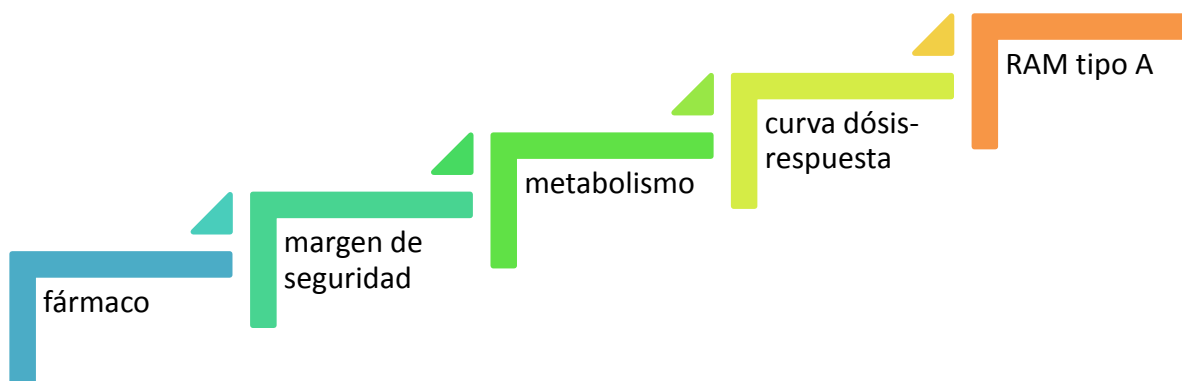 fármaco
margen de
seguridad
metabolismo
curva dósis-
respuesta
RAM tipo A